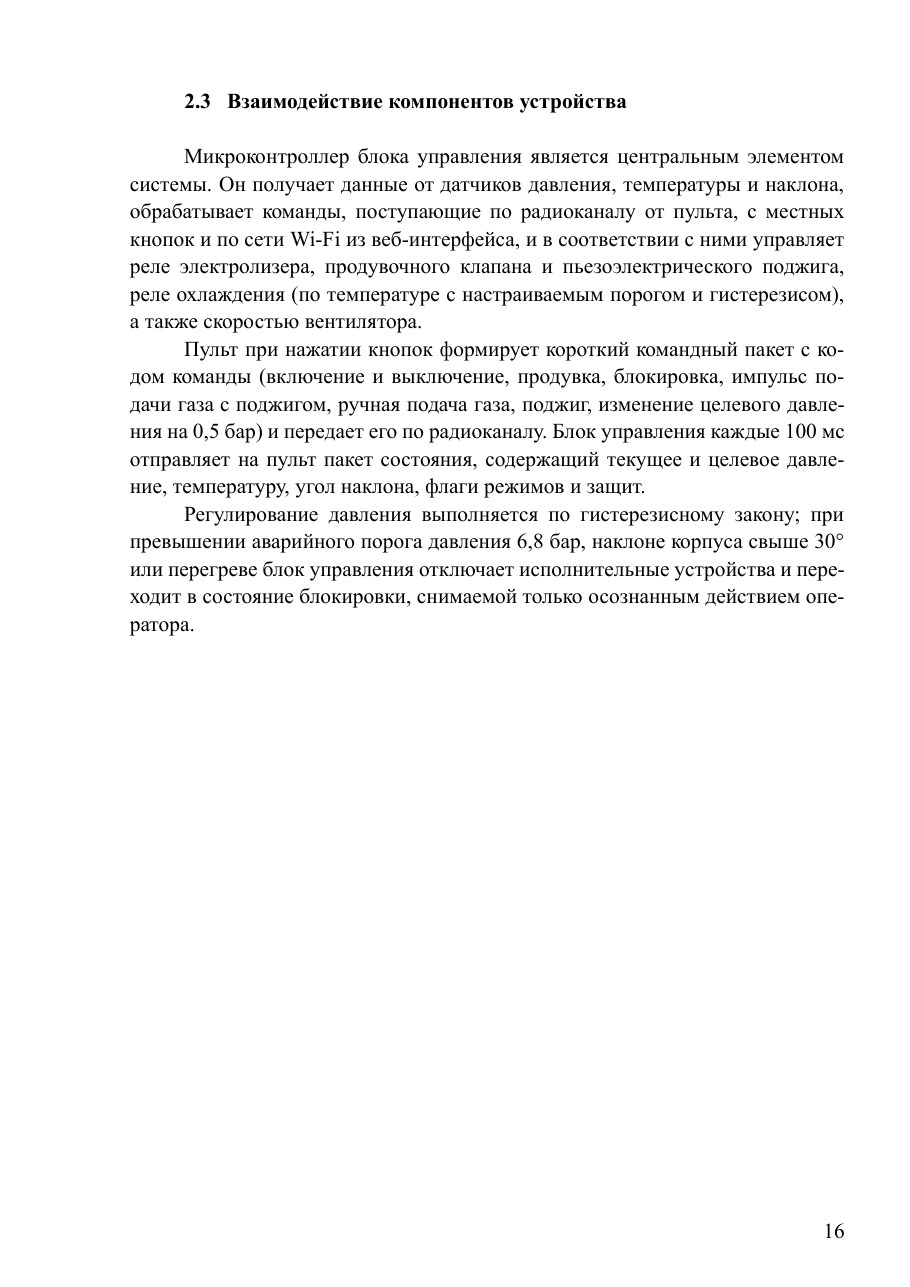 2.3 Взаимодействие компонентов устройства
Микроконтроллер блока управления является центральным элементом
системы. Он получает данные от датчиков давления, температуры и наклона,
обрабатывает команды, поступающие по радиоканалу от пульта, с местных
кнопок и по сети Wi-Fi из веб-интерфейса, и в соответствии с ними управляет
реле электролизера, продувочного клапана и пьезоэлектрического поджига,
реле охлаждения (по температуре с настраиваемым порогом и гистерезисом),
а также скоростью вентилятора.
Пульт при нажатии кнопок формирует короткий командный пакет с ко-
дом команды (включение и выключение, продувка, блокировка, импульс по-
дачи газа с поджигом, ручная подача газа, поджиг, изменение целевого давле-
ния на 0,5 бар) и передает его по радиоканалу. Блок управления каждые 100 мс
отправляет на пульт пакет состояния, содержащий текущее и целевое давле-
ние, температуру, угол наклона, флаги режимов и защит.
Регулирование давления выполняется по гистерезисному закону; при
превышении аварийного порога давления 6,8 бар, наклоне корпуса свыше 30°
или перегреве блок управления отключает исполнительные устройства и пере-
ходит в состояние блокировки, снимаемой только осознанным действием опе-
ратора.
16